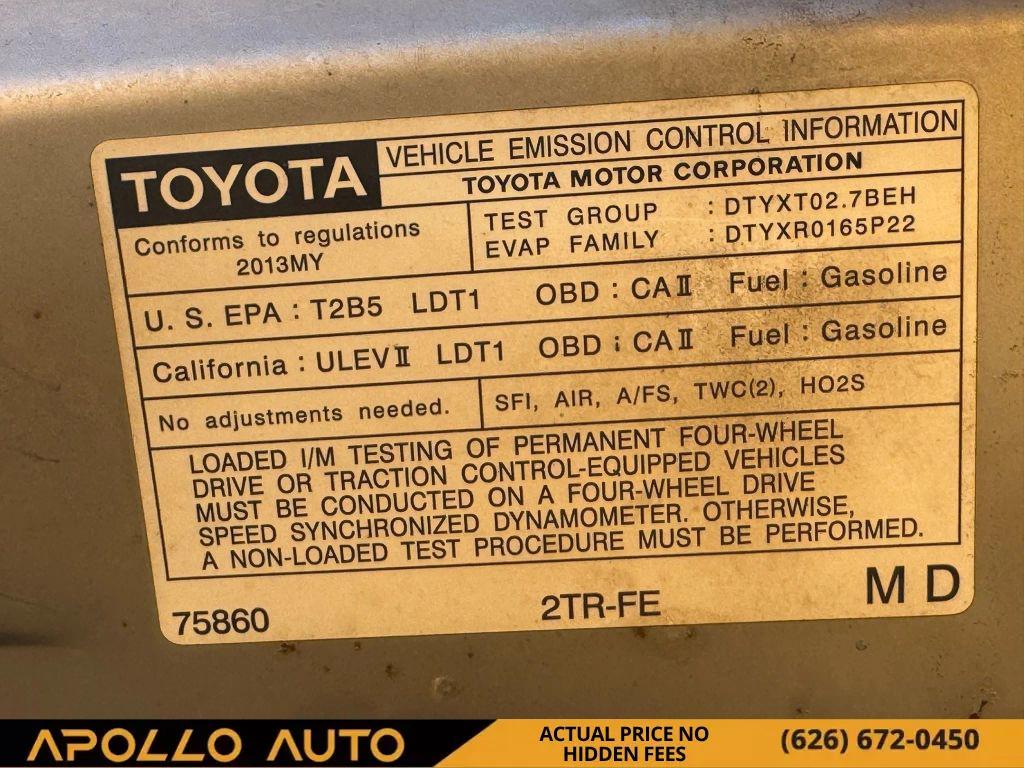 TOYOTA
VEHICLE EMISSION CONTROL INFORMATION
TOYOTA MOTOR CORPORATION
Conforms to regulations
2013MY
TEST GROUP : DTYXT02.7BEH
EVAP FAMILY : DTYXR0165P22
U. S. EPA : T2B5 LDT1 OBD : CAⅡ Fuel : Gasoline
California : ULEVⅡ LDT1 OBD : CAⅡ Fuel : Gasoline
No adjustments needed.
SFI, AIR, A/FS, TWC(2), HO2S
LOADED I/M TESTING OF PERMANENT FOUR-WHEEL
DRIVE OR TRACTION CONTROL-EQUIPPED VEHICLES
MUST BE CONDUCTED ON A FOUR-WHEEL DRIVE
SPEED SYNCHRONIZED DYNAMOMETER. OTHERWISE,
A NON-LOADED TEST PROCEDURE MUST BE PERFORMED.
75860 2TR-FE MD
APOLLO AUTO
ACTUAL PRICE NO
HIDDEN FEES
(626) 672-0450